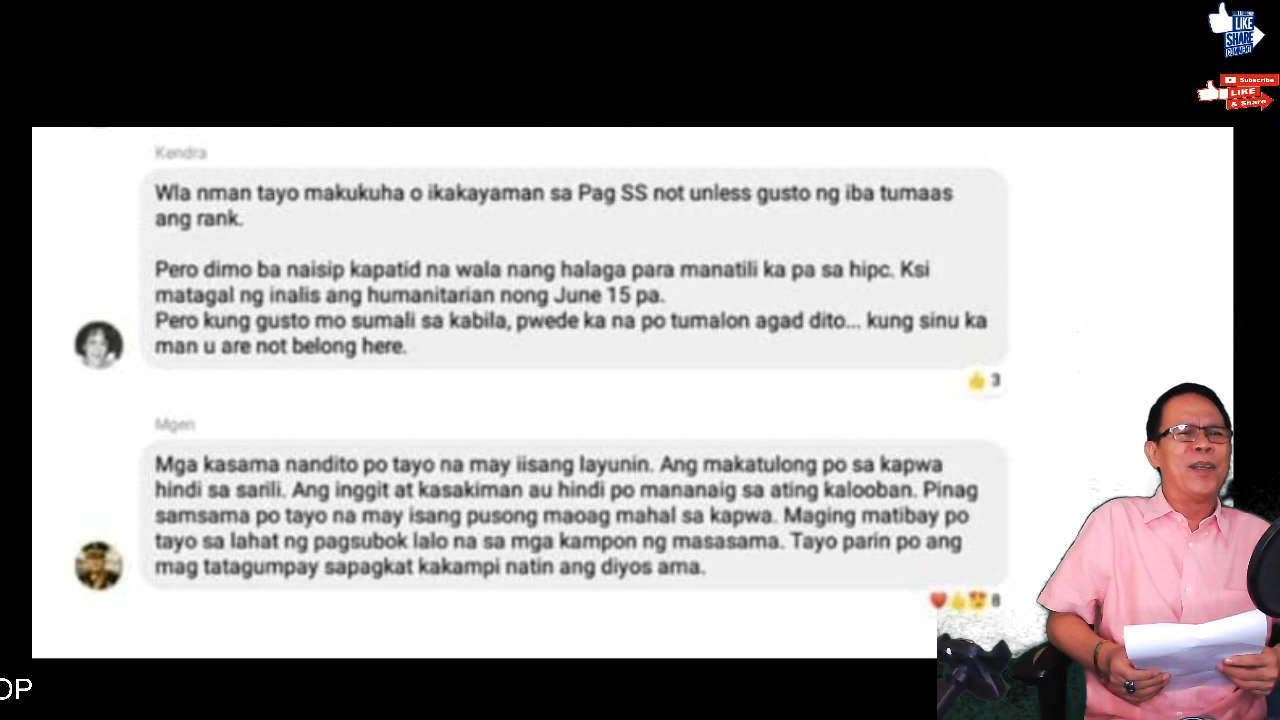 LIKE
SHARE
COMMENT
Subscribe
LIKE
& Share
Kendra
Wla nman tayo makukuha o ikakayaman sa Pag SS not unless gusto ng iba tumaas
ang rank.
Pero dimo ba naisip kapatid na wala nang halaga para manatili ka pa sa hipc. Ksi
matagal ng inalis ang humanitarian nong June 15 pa.
Pero kung gusto mo sumali sa kabila, pwede ka na po tumalon agad dito... kung sinu ka
man u are not belong here.
3
Mgen
Mga kasama nandito po tayo na may iisang layunin. Ang makatulong po sa kapwa
hindi sa sarili. Ang inggit at kasakiman au hindi po mananaig sa ating kalooban. Pinag
samsama po tayo na may isang pusong maoag mahal sa kapwa. Maging matibay po
tayo sa lahat ng pagsubok lalo na sa mga kampon ng masasama. Tayo parin po ang
mag tatagumpay sapagkat kakampi natin ang diyos ama.
6
OP